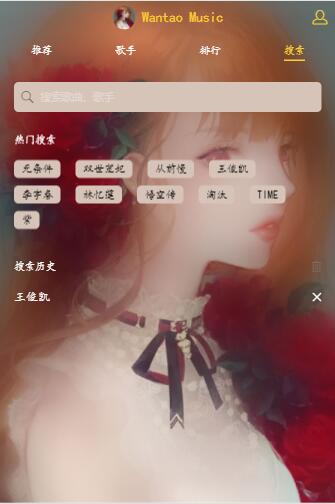 Wantao Music
推荐 歌手 排行 搜索
搜索歌曲、歌手
热门搜索
无条件 双世宠妃 从前慢 王俊凯
李宇春 林忆莲 悟空传 淘汰 TIME
紫
搜索历史
王俊凯